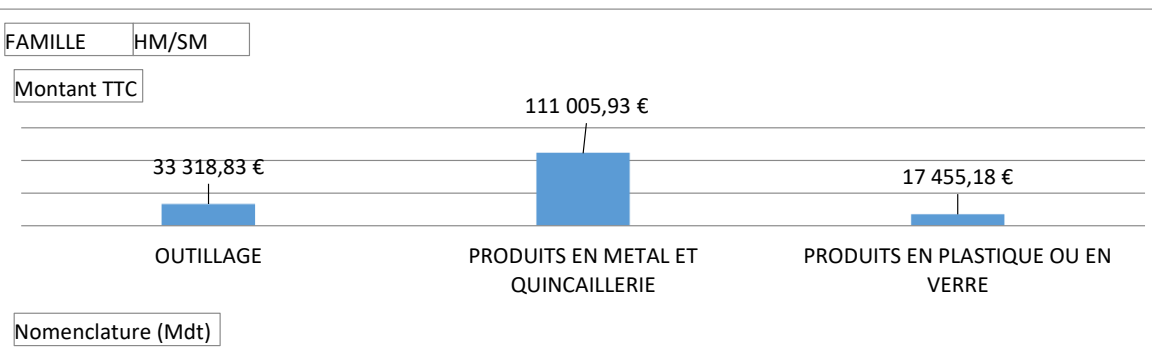 FAMILLE HM/SM
Montant TTC
111 005,93 €
33 318,83 €
17 455,18 €
OUTILLAGE
PRODUITS EN METAL ET
QUINCAILLERIE
PRODUITS EN PLASTIQUE OU EN
VERRE
Nomenclature (Mdt)